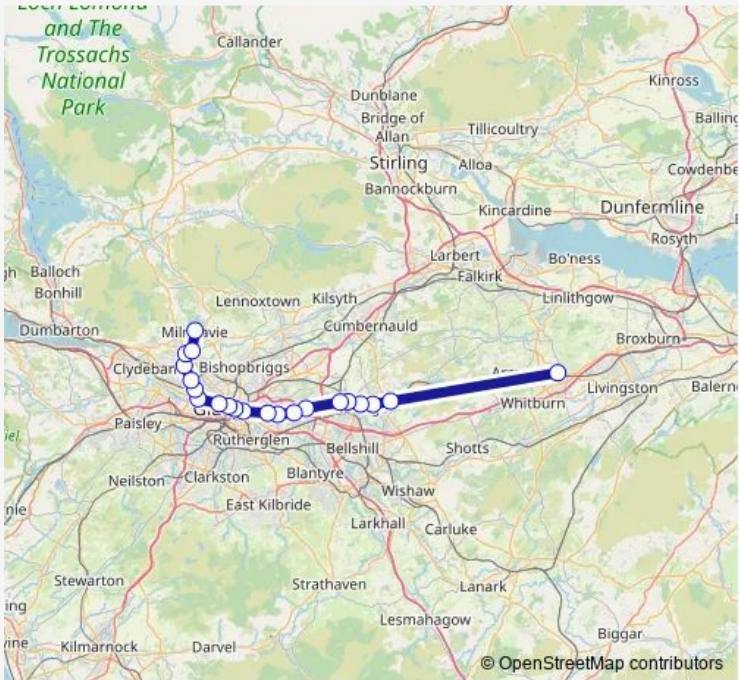 Loch Lomond
and The
Trossachs
National
Park
Callander
Kinross
Dunblane
Bridge of
Allan
Tillicoultry
Stirling
Alloa
Bannockburn
Kincardine
Dunfermline
Rosyth
Larbert
Falkirk
Bo'ness
Linlithgow
Balloch
Bonhill
Lennoxtown
Kilsyth
Dumbarton
Cumbernauld
Broxburn
Bishopbriggs
Livingston
Whitburn
Paisley
Rutherglen
Bellshill
Shotts
Neilston
Clarkston
Blantyre
Wishaw
East Kilbride
Larkhall
Carluke
Stewarton
Strathaven
Lanark
Lesmahagow
Biggar
Kilmarnock
Darvel
© OpenStreetMap contributors